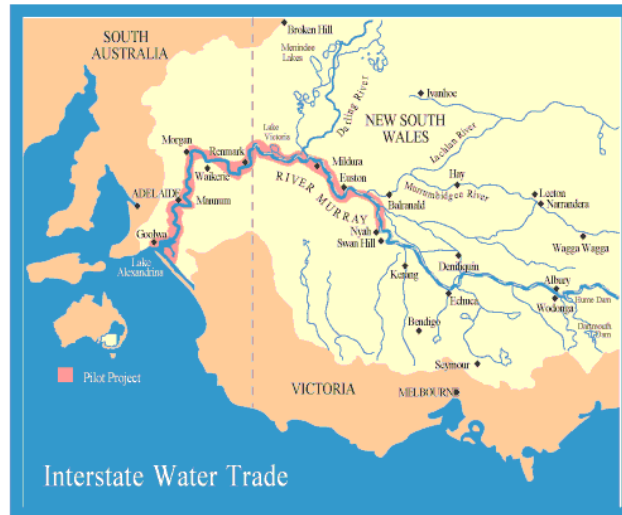 Broken Hill
SOUTH
AUSTRALIA
Menindee
Lakes
Darling River
Ivanhoe
NEW SOUTH
WALES
Lachlan River
Morgan
Renmark
Lake
Victoria
Mildura
Waikerie
RIVER MURRAY
Euston
Hay
Murrumbidgee River
Leeton
Narrandera
ADELAIDE
Mannum
Balranald
Goolwa
Nyah
Swan Hill
Wagga Wagga
Lake
Alexandrina
Kerang
Deniliquin
Albury
Echuca
Wodonga
Hume Dam
Bendigo
Dartmouth
Dam
Seymour
Pilot Project
VICTORIA
MELBOURNE
Interstate Water Trade